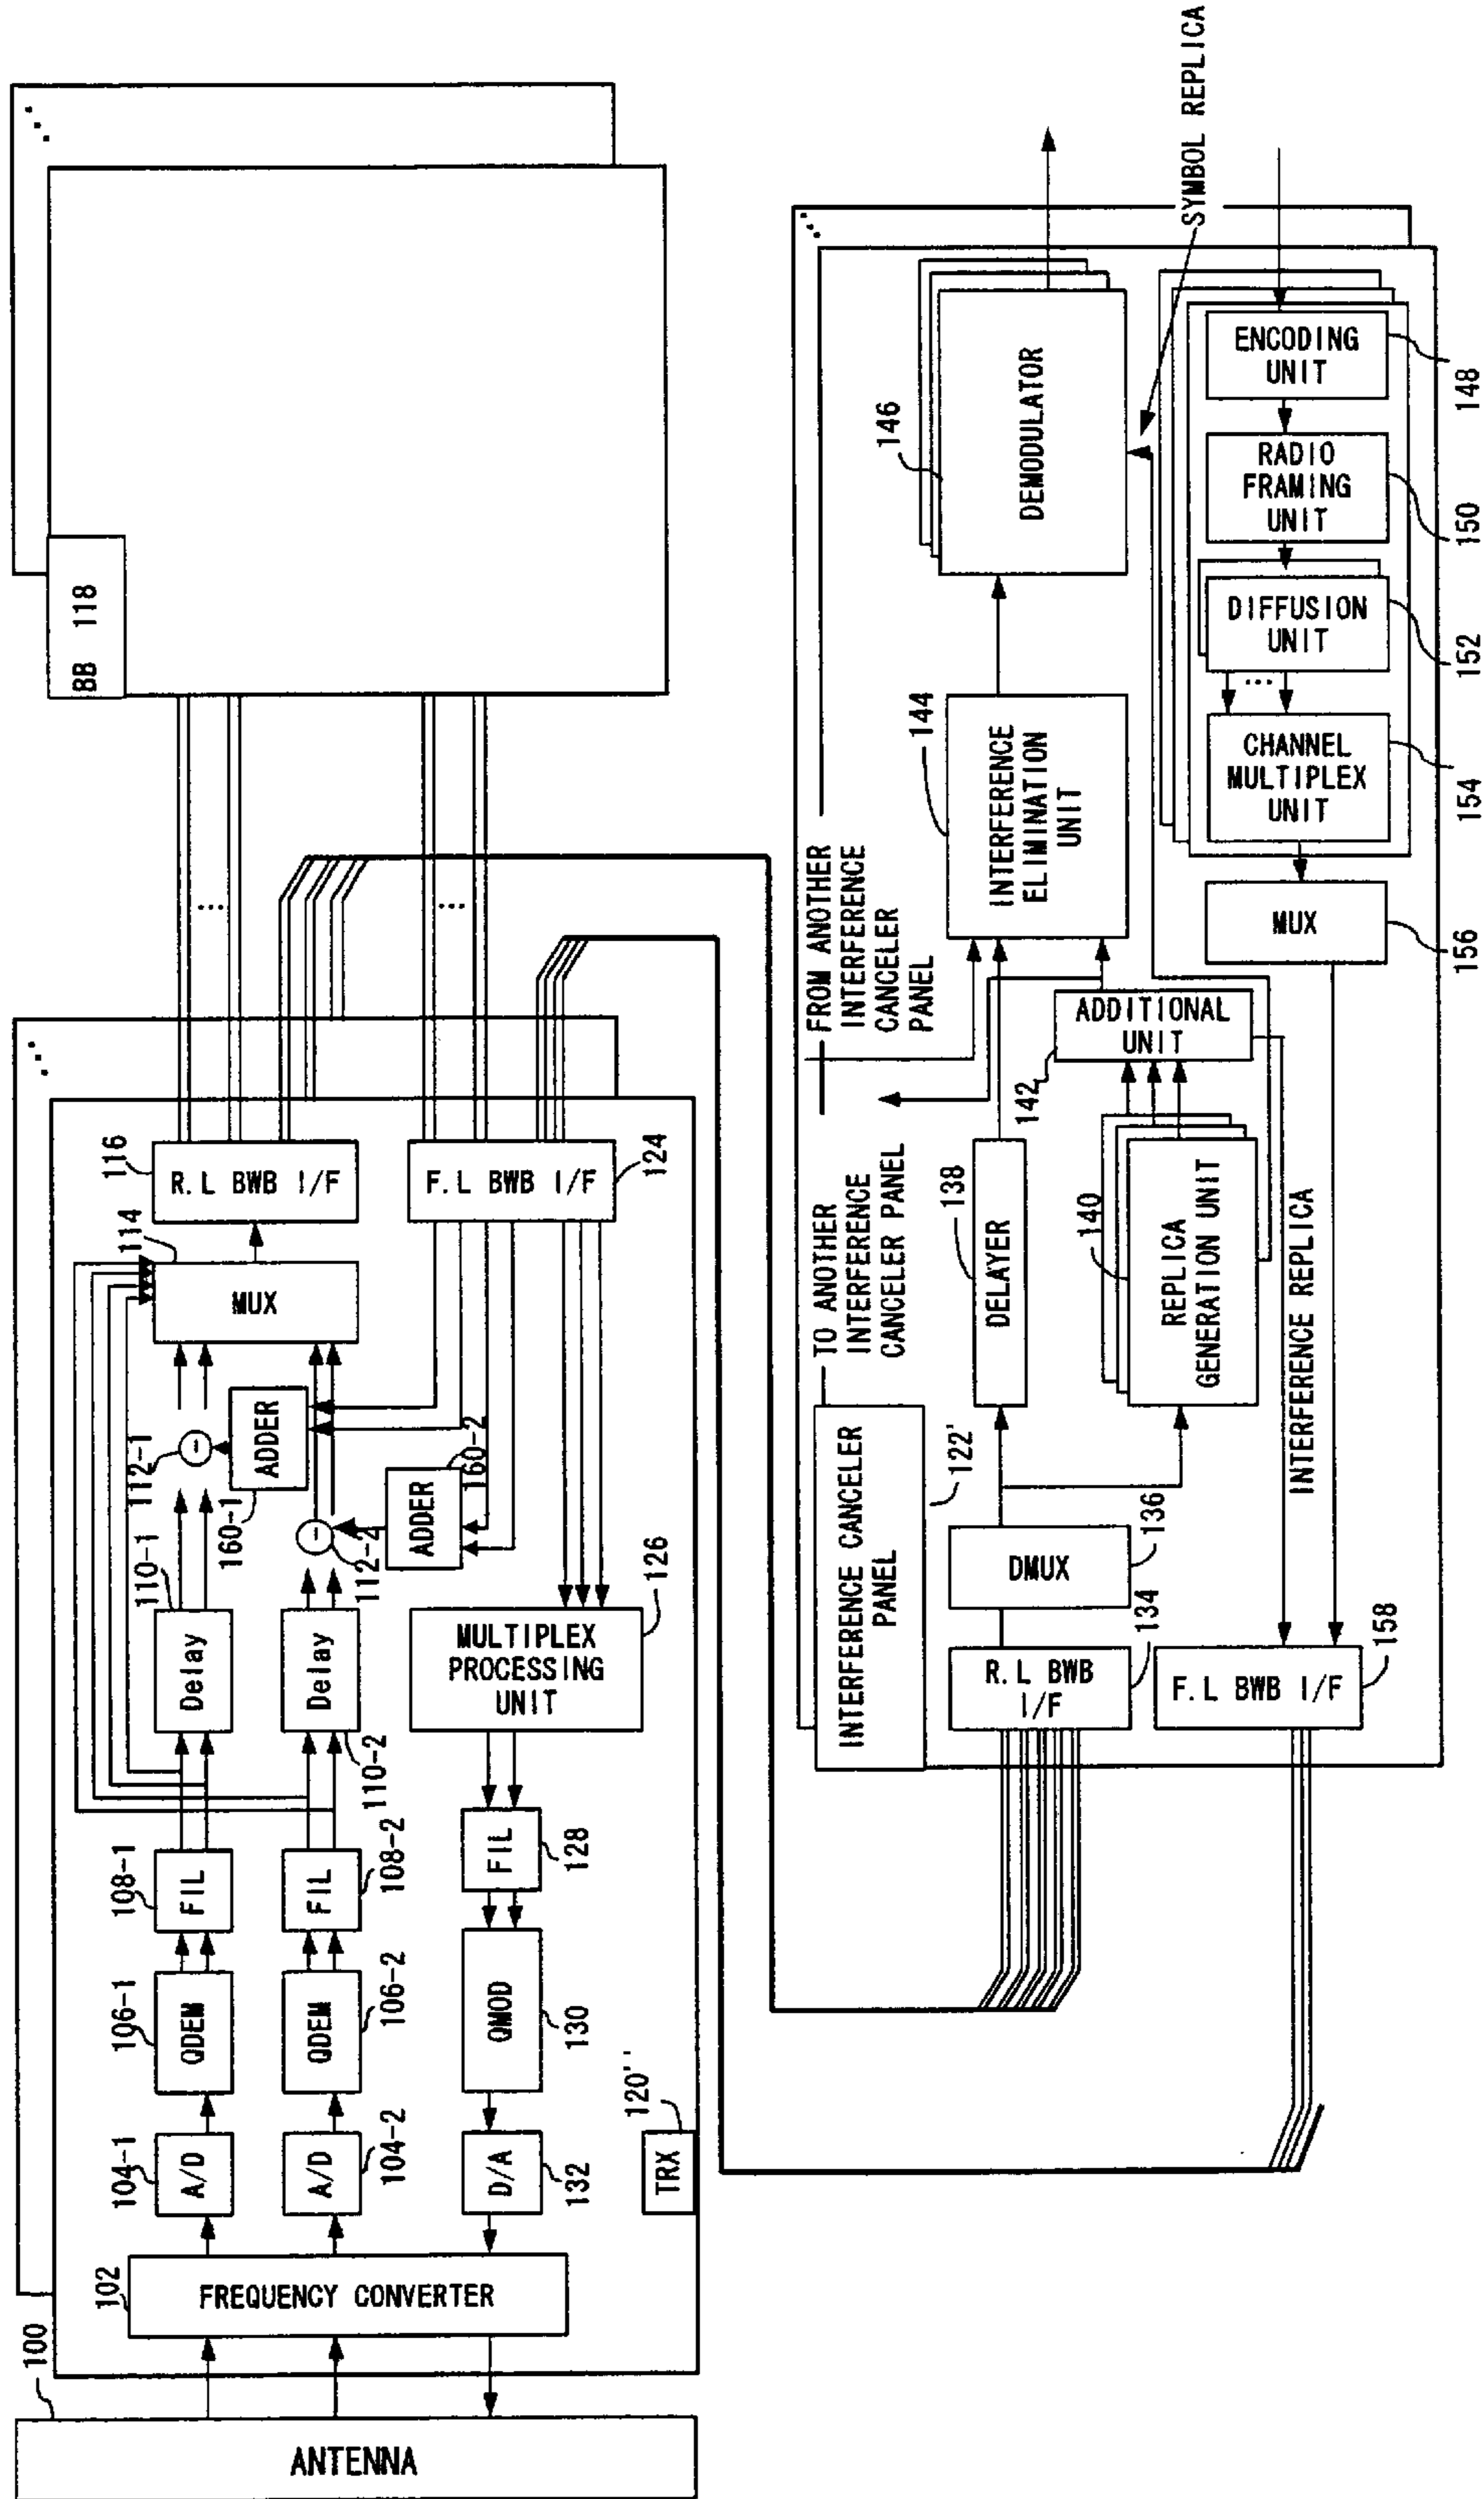 100
ANTENNA
102
FREQUENCY CONVERTER
104-1
A/D
106-1
QDEM
108-1
FIL
110-1
Delay
112-1
160-1
ADDER
114
MUX
116
R.L BWB I/F
BB 118
104-2
A/D
106-2
QDEM
108-2
FIL
110-2
Delay
112-2
160-2
ADDER
124
F.L BWB I/F
126
MULTIPLEX
PROCESSING
UNIT
FIL
128
QMOD
130
D/A
132
TRX
120''
INTERFERENCE CANCELER
PANEL
122'
TO ANOTHER
INTERFERENCE
CANCELER PANEL
FROM ANOTHER
INTERFERENCE
CANCELER
PANEL
R.L BWB
I/F
134
DMUX
136
138
DELAYER
140
REPLICA
GENERATION UNIT
142
ADDITIONAL
UNIT
144
INTERFERENCE
ELIMINATION
UNIT
146
DEMODULATOR
SYMBOL REPLICA
INTERFERENCE REPLICA
F.L BWB I/F
158
MUX
156
CHANNEL
MULTIPLEX
UNIT
154
DIFFUSION
UNIT
152
RADIO
FRAMING
UNIT
150
ENCODING
UNIT
148